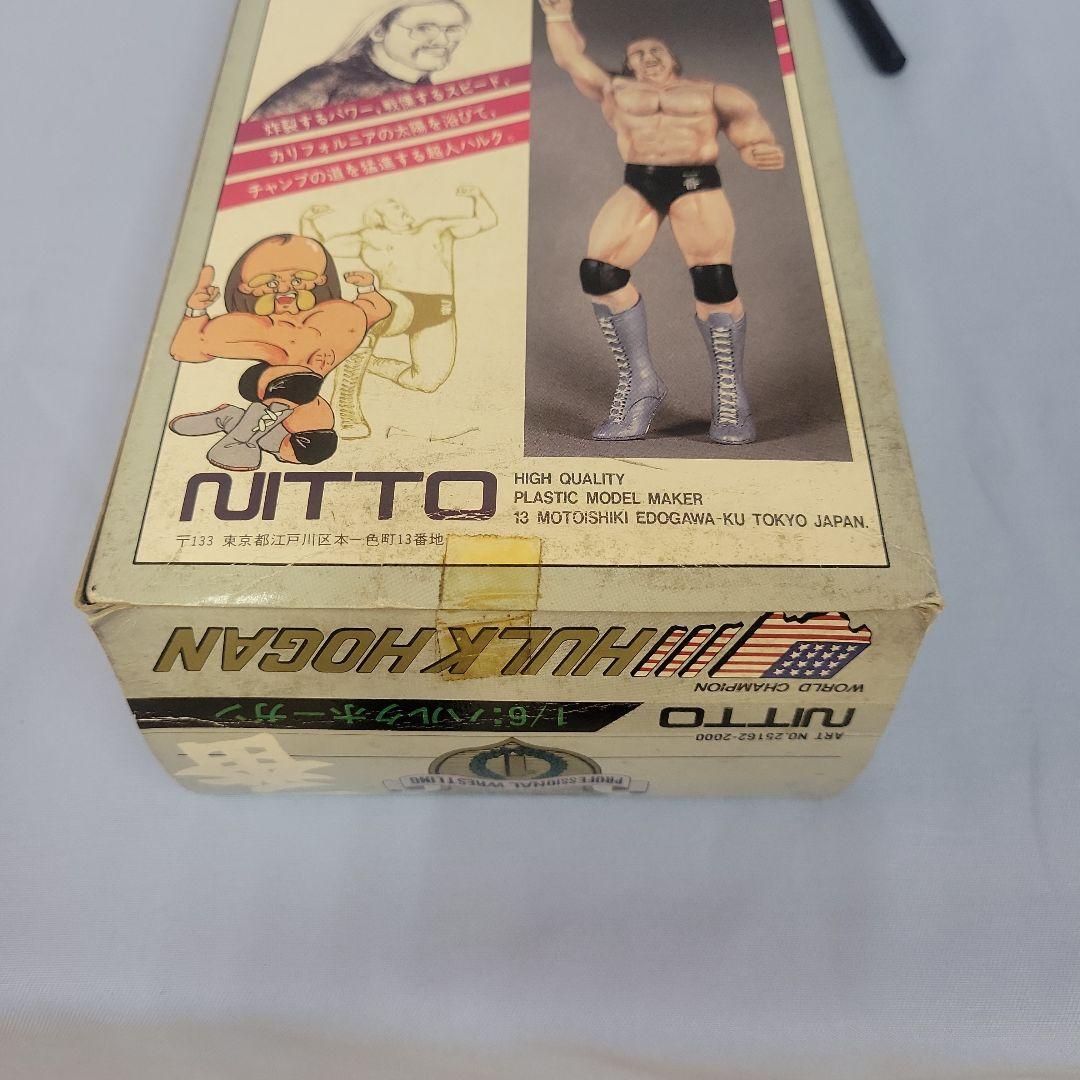 炸裂するパワー、戦慄するスピード、
カリフォルニアの太陽を浴びて、
チャンプの道を猛進する超人ハルク。
一番
NITTO
HIGH QUALITY
PLASTIC MODEL MAKER
13 MOTOISHIKI EDOGAWA-KU TOKYO JAPAN.
〒133 東京都江戸川区本一色町13番地
HULK HOGAN
WORLD CHAMPION
1/6:ハルクホーガン
NITTO
ART NO.25162-2000
PROFESSIONAL WRESTLING